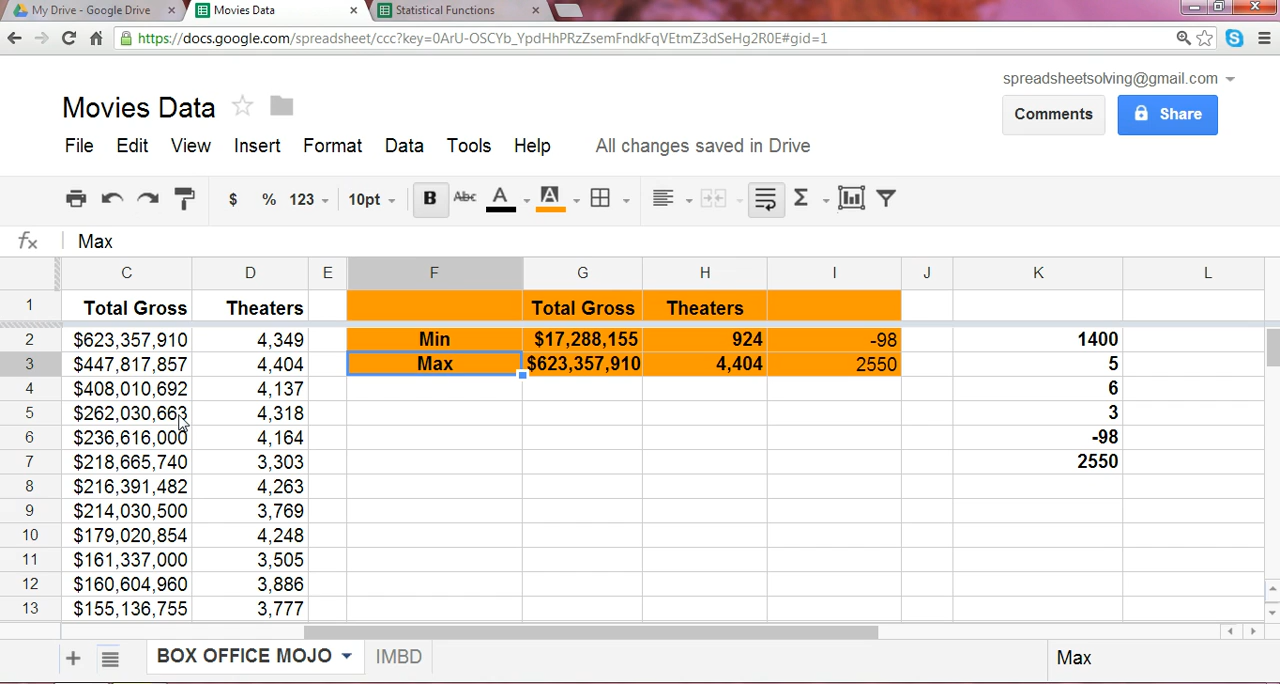 My Drive - Google Drive × Movies Data × Statistical Functions ×
https://docs.google.com/spreadsheet/ccc?key=0ArU-OSCYb_YpdHhPRzZsemFndkFqVEtmZ3dSeHg2R0E#gid=1
spreadsheetsolving@gmail.com
Movies Data
Comments Share
File Edit View Insert Format Data Tools Help All changes saved in Drive
$ % 123 10pt B Abc A A Σ
fx Max
C D E F G H I J K L
1 Total Gross Theaters Total Gross Theaters
2 $623,357,910 4,349 Min $17,288,155 924 -98 1400
3 $447,817,857 4,404 Max $623,357,910 4,404 2550 5
4 $408,010,692 4,137 6
5 $262,030,663 4,318 3
6 $236,616,000 4,164 -98
7 $218,665,740 3,303 2550
8 $216,391,482 4,263
9 $214,030,500 3,769
10 $179,020,854 4,248
11 $161,337,000 3,505
12 $160,604,960 3,886
13 $155,136,755 3,777
+ BOX OFFICE MOJO IMBD Max